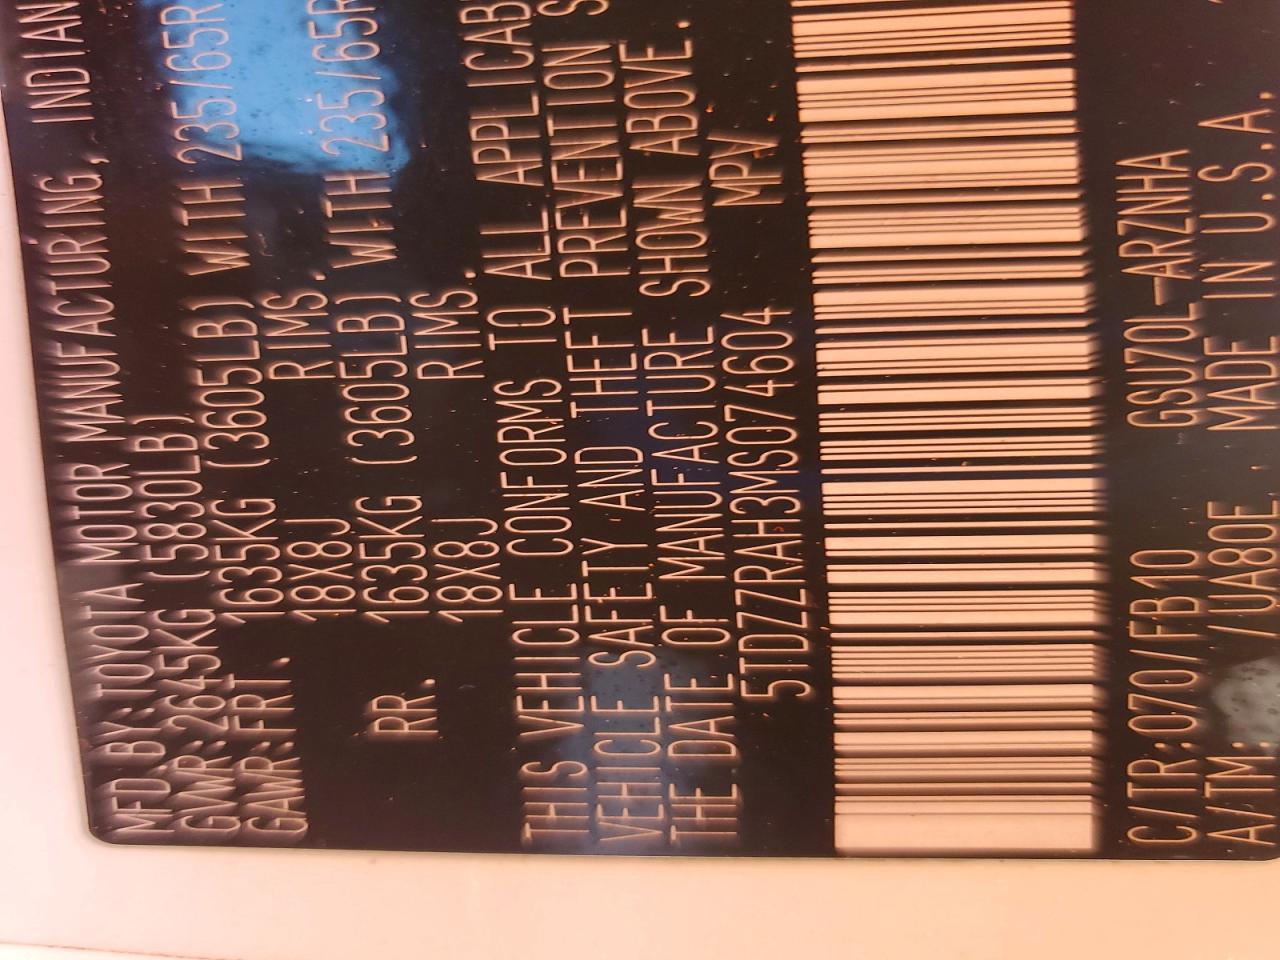 MFD.BY:TOYOTA MOTOR MANUFACTURING, INDIAN
GVWR:2645KG (5830LB)
GAWR:FRT. 1635KG (3605LB) WITH 235/65R
18X8J RIMS.
RR. 1635KG (3605LB) WITH 235/65R
18X8J RIMS.
THIS VEHICLE CONFORMS TO ALL APPLICAB
VEHICLE SAFETY AND THEFT PREVENTION S
THE DATE OF MANUFACTURE SHOWN ABOVE.
5TDZZRAH3MS074604 MPV
C/TR:070/FB10 GSU70L-ARZNHA
A/TM: /UA80E, MADE IN U.S.A.